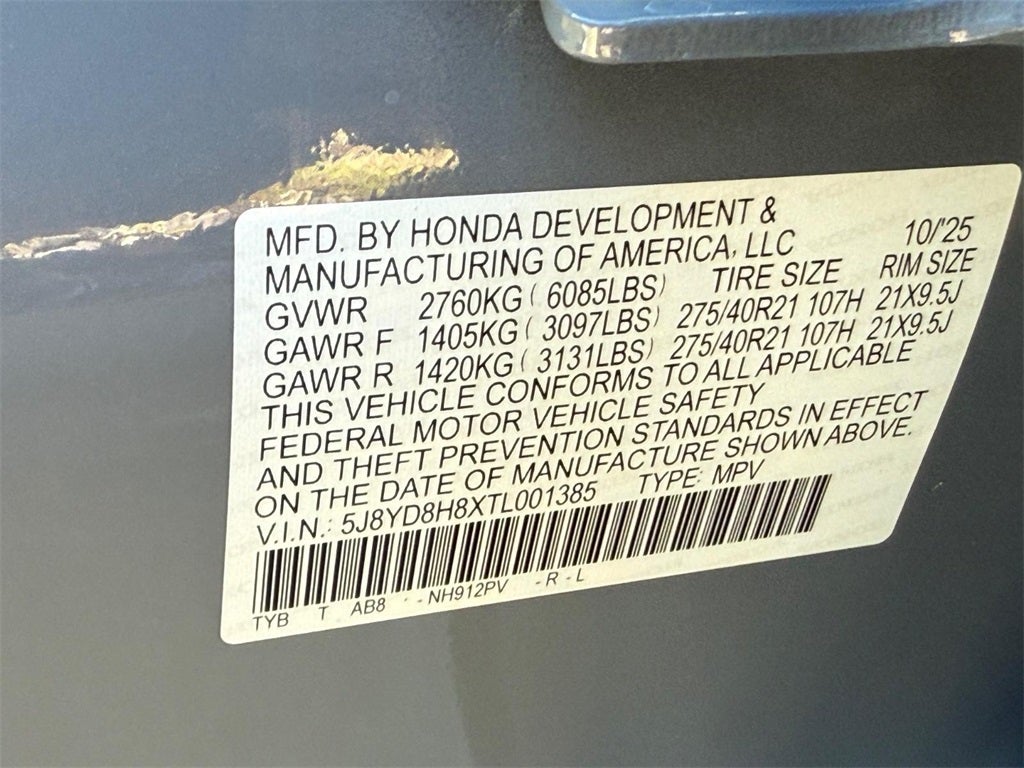 MFD. BY HONDA DEVELOPMENT &
MANUFACTURING OF AMERICA, LLC 10/'25
GVWR 2760KG ( 6085LBS) TIRE SIZE RIM SIZE
GAWR F 1405KG ( 3097LBS) 275/40R21 107H 21X9.5J
GAWR R 1420KG ( 3131LBS) 275/40R21 107H 21X9.5J
THIS VEHICLE CONFORMS TO ALL APPLICABLE
FEDERAL MOTOR VEHICLE SAFETY
AND THEFT PREVENTION STANDARDS IN EFFECT
ON THE DATE OF MANUFACTURE SHOWN ABOVE.
V.I.N.: 5J8YD8H8XTL001385 TYPE: MPV
TYB T AB8 -- NH912PV - R - L